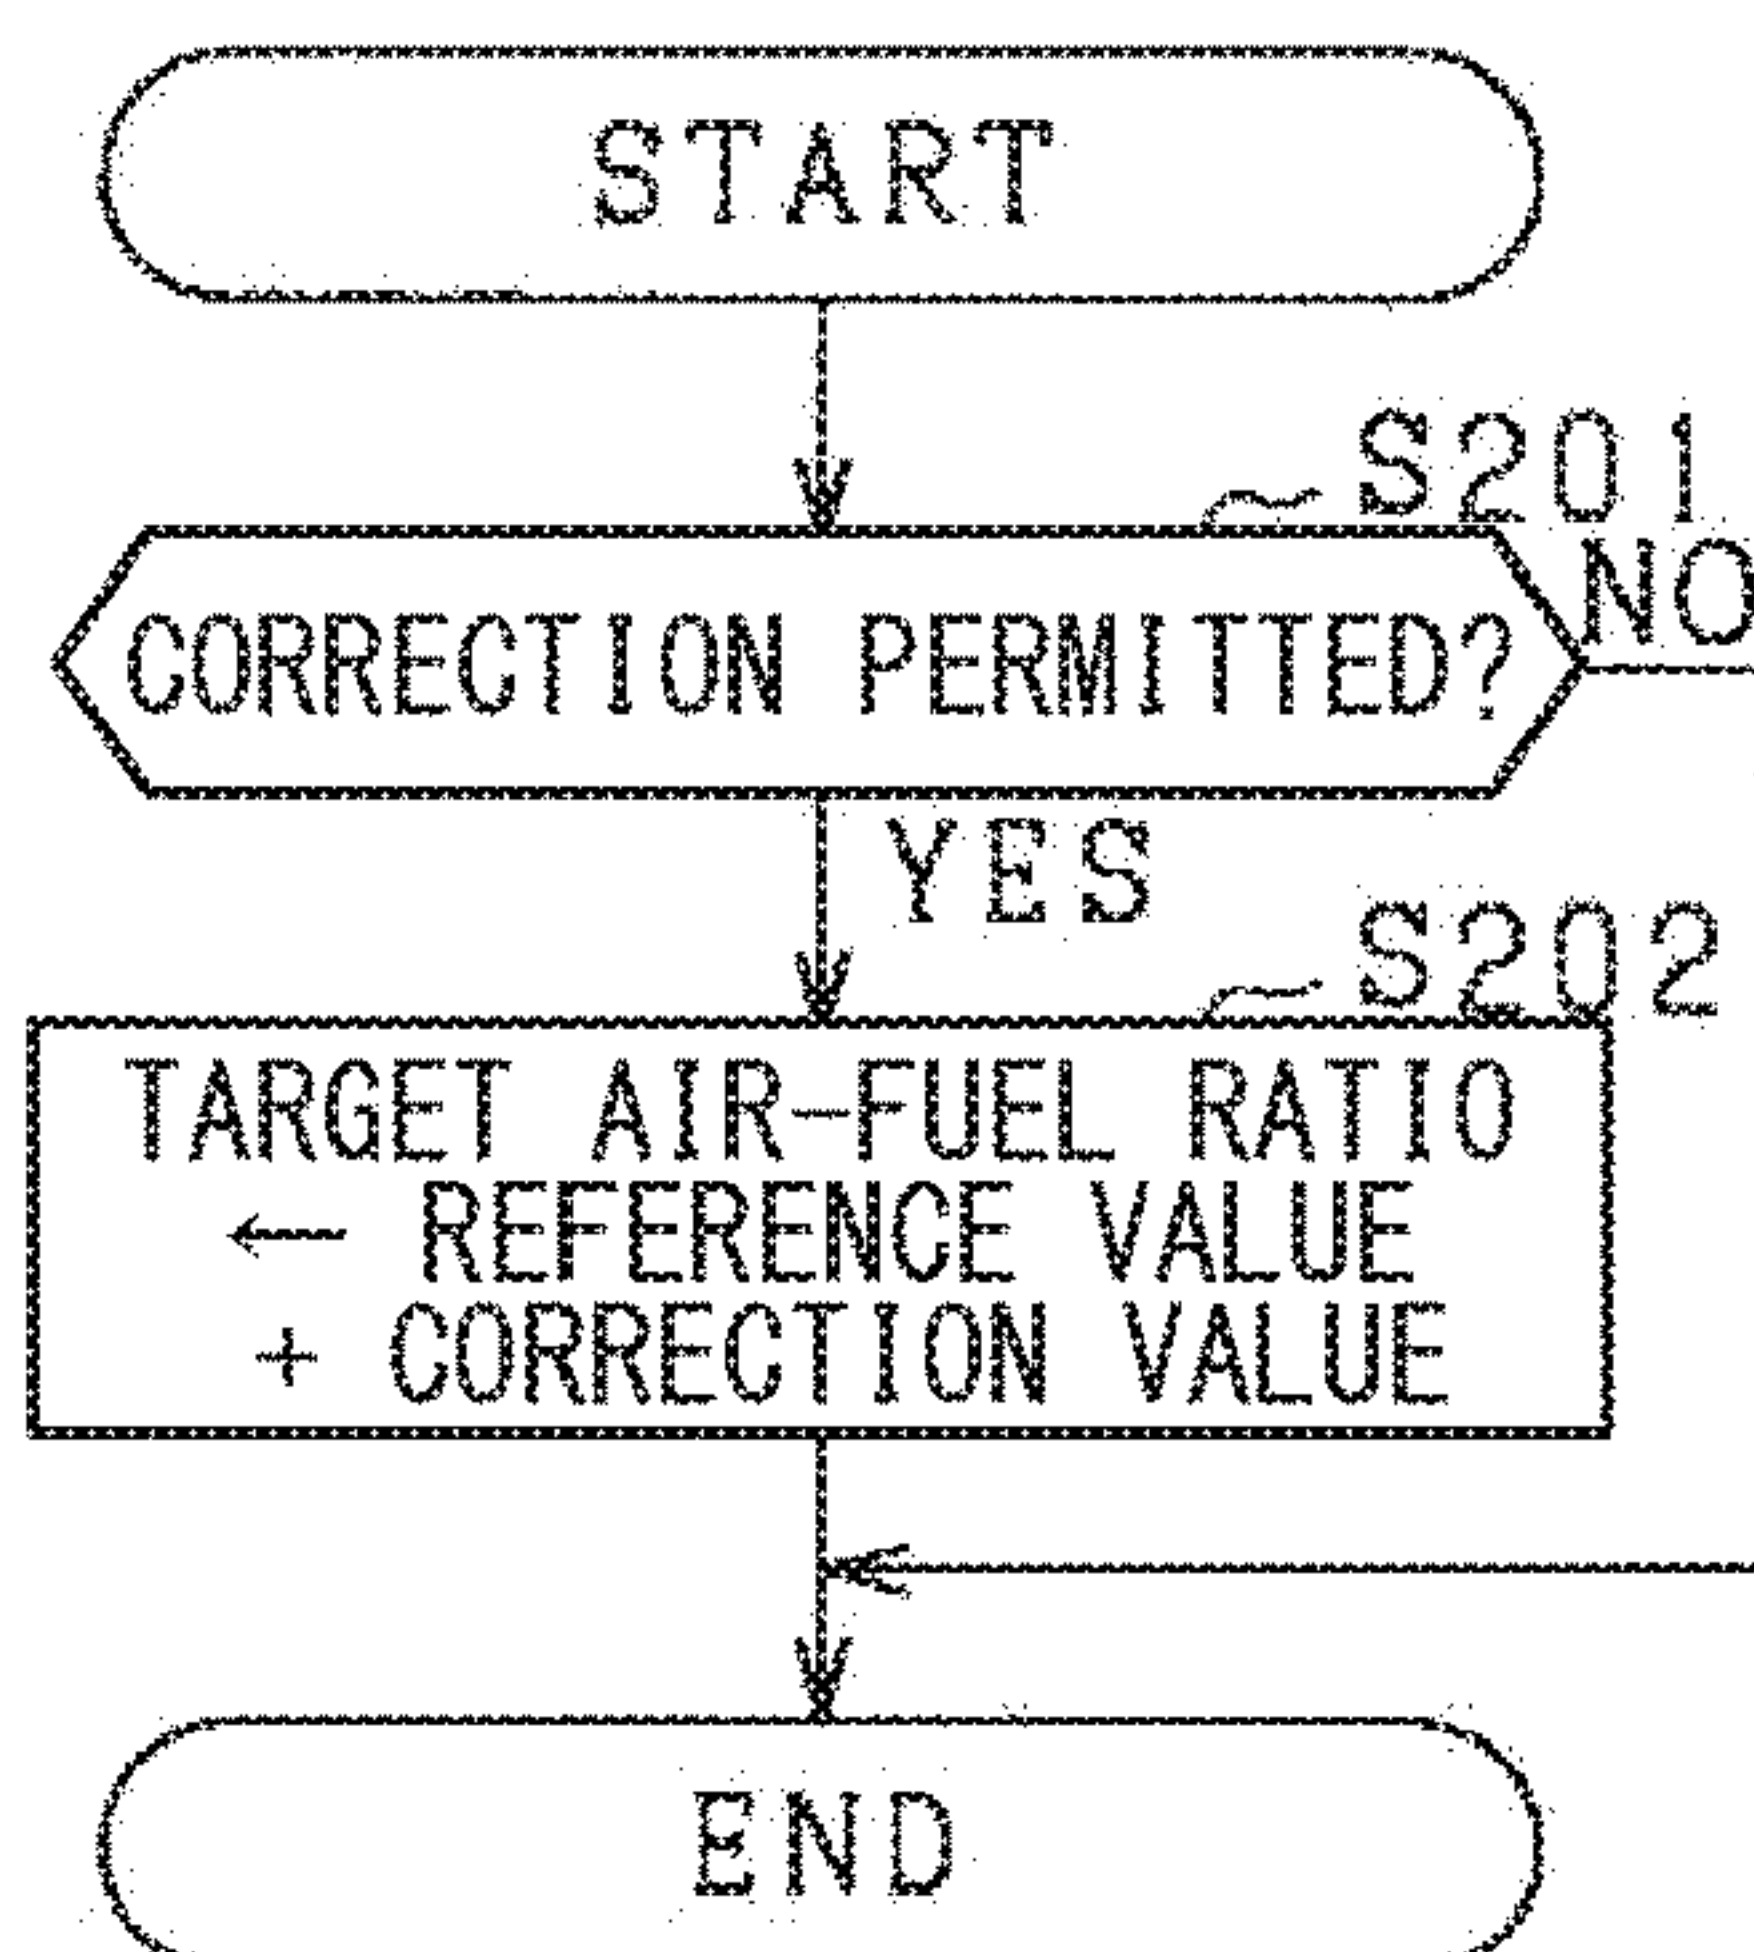 START
S201
NO
CORRECTION PERMITTED?
YES
S202
TARGET AIR-FUEL RATIO
← REFERENCE VALUE
+ CORRECTION VALUE
END